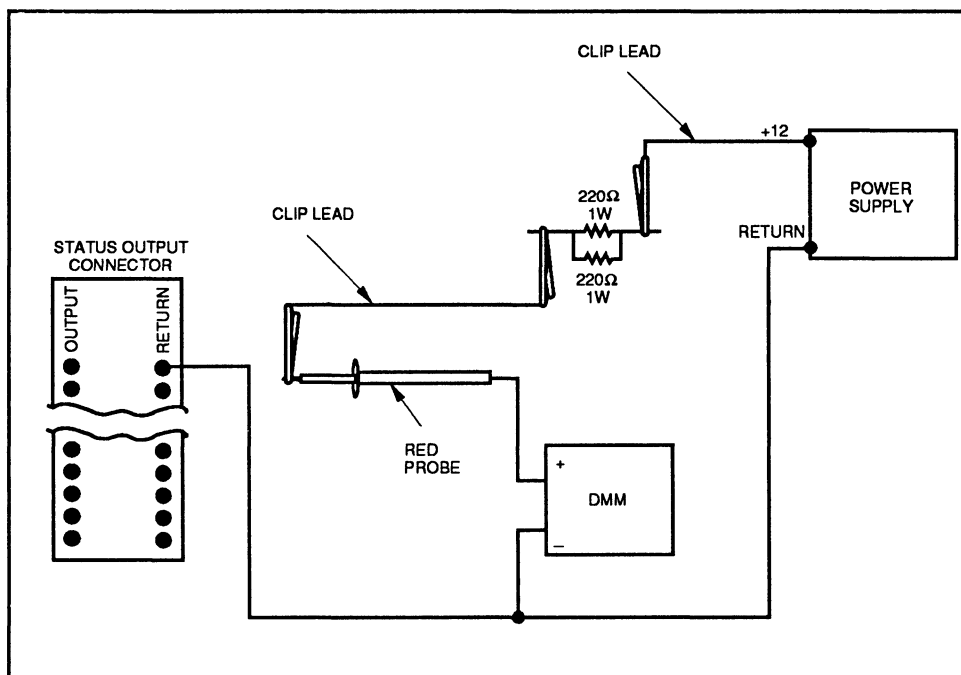 CLIP LEAD
+12
POWER
SUPPLY
RETURN
220Ω
1W
220Ω
1W
CLIP LEAD
STATUS OUTPUT
CONNECTOR
OUTPUT
RETURN
RED
PROBE
+
DMM
–